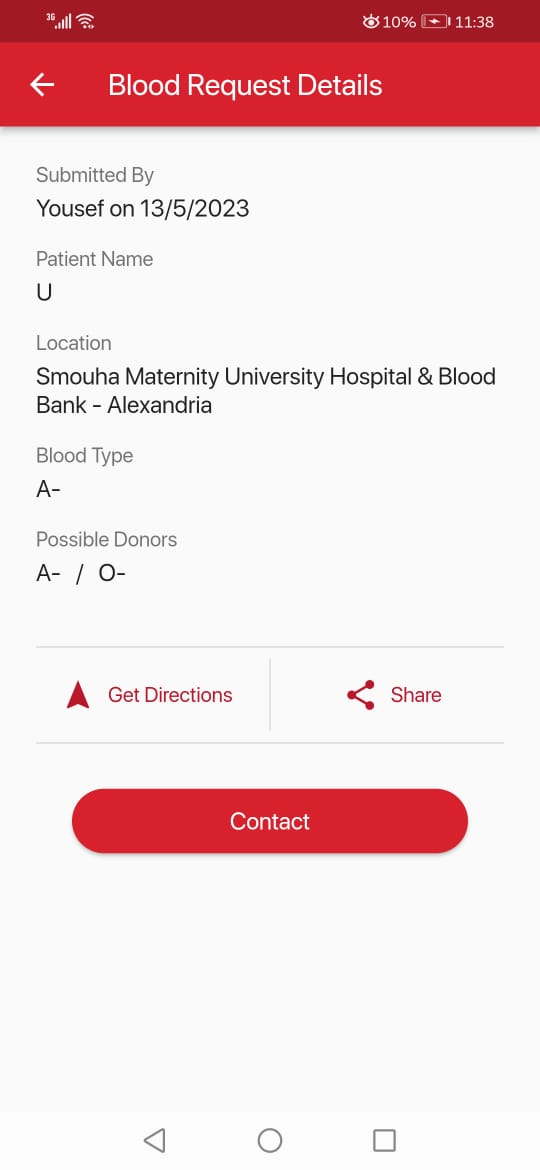 3G 10% 11:38
Blood Request Details
Submitted By
Yousef on 13/5/2023
Patient Name
U
Location
Smouha Maternity University Hospital & Blood
Bank - Alexandria
Blood Type
A-
Possible Donors
A- / O-
Get Directions
Share
Contact